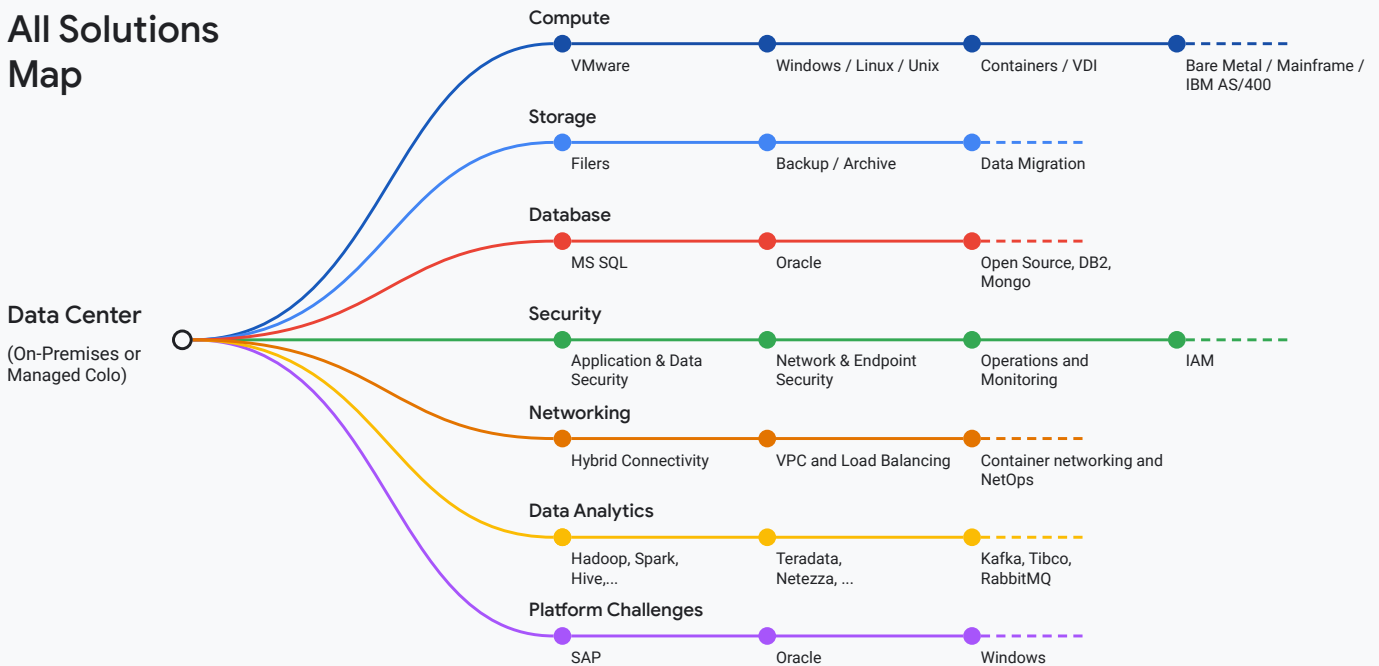 All Solutions
Map
Compute
VMware
Windows / Linux / Unix
Containers / VDI
Bare Metal / Mainframe /
IBM AS/400
Storage
Filers
Backup / Archive
Data Migration
Database
MS SQL
Oracle
Open Source, DB2,
Mongo
Data Center
(On-Premises or
Managed Colo)
Security
Application & Data
Security
Network & Endpoint
Security
Operations and
Monitoring
IAM
Networking
Hybrid Connectivity
VPC and Load Balancing
Container networking and
NetOps
Data Analytics
Hadoop, Spark,
Hive,...
Teradata,
Netezza, ...
Kafka, Tibco,
RabbitMQ
Platform Challenges
SAP
Oracle
Windows